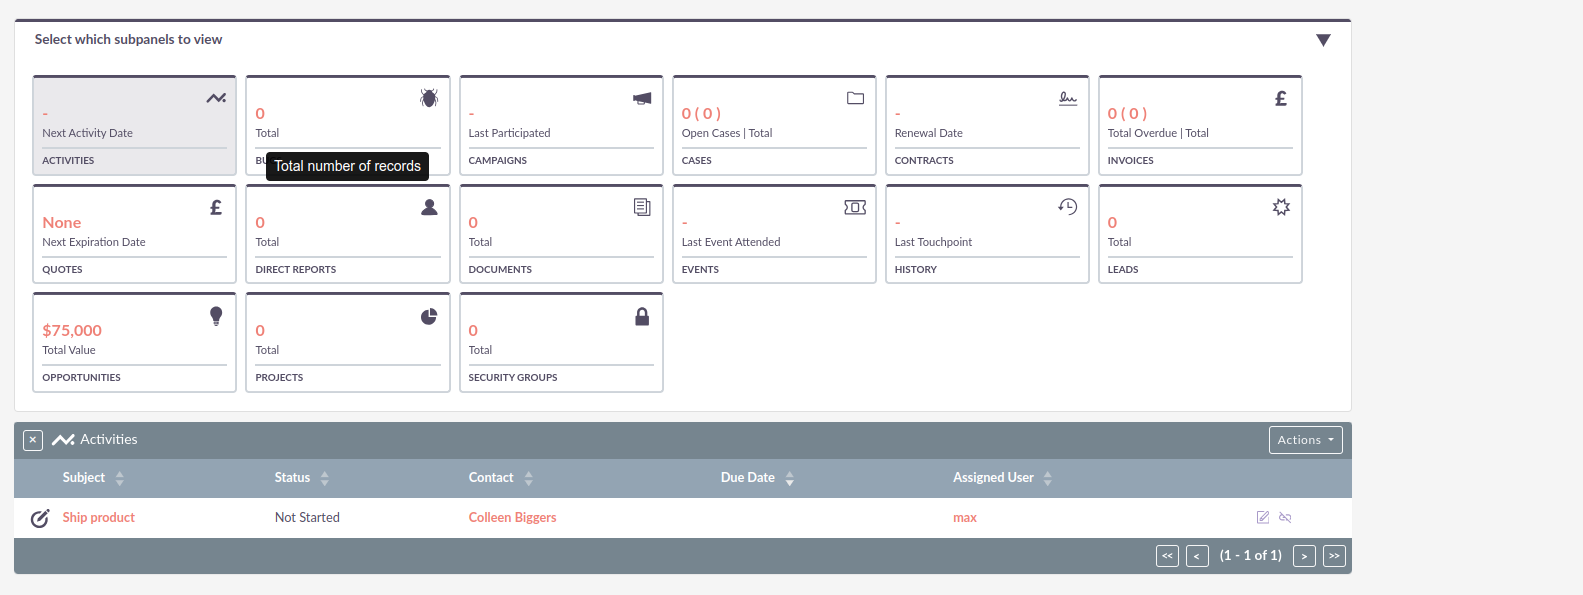 Select which subpanels to view
-
Next Activity Date
ACTIVITIES
0
Total
BU
Total number of records
-
Last Participated
CAMPAIGNS
0 ( 0 )
Open Cases | Total
CASES
-
Renewal Date
CONTRACTS
0 ( 0 )
Total Overdue | Total
INVOICES
None
Next Expiration Date
QUOTES
0
Total
DIRECT REPORTS
0
Total
DOCUMENTS
-
Last Event Attended
EVENTS
-
Last Touchpoint
HISTORY
0
Total
LEADS
$75,000
Total Value
OPPORTUNITIES
0
Total
PROJECTS
0
Total
SECURITY GROUPS
Activities
Actions
Subject Status Contact Due Date Assigned User
Ship product Not Started Colleen Biggers max
<< < (1 - 1 of 1) > >>